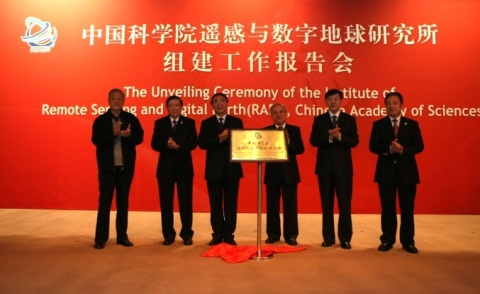 中国科学院遥感与数字地球研究所
组建工作报告会
The Unveiling Ceremony of the Institute of
Remote Sensing and Digital Earth(RADI), Chinese Academy of Sciences